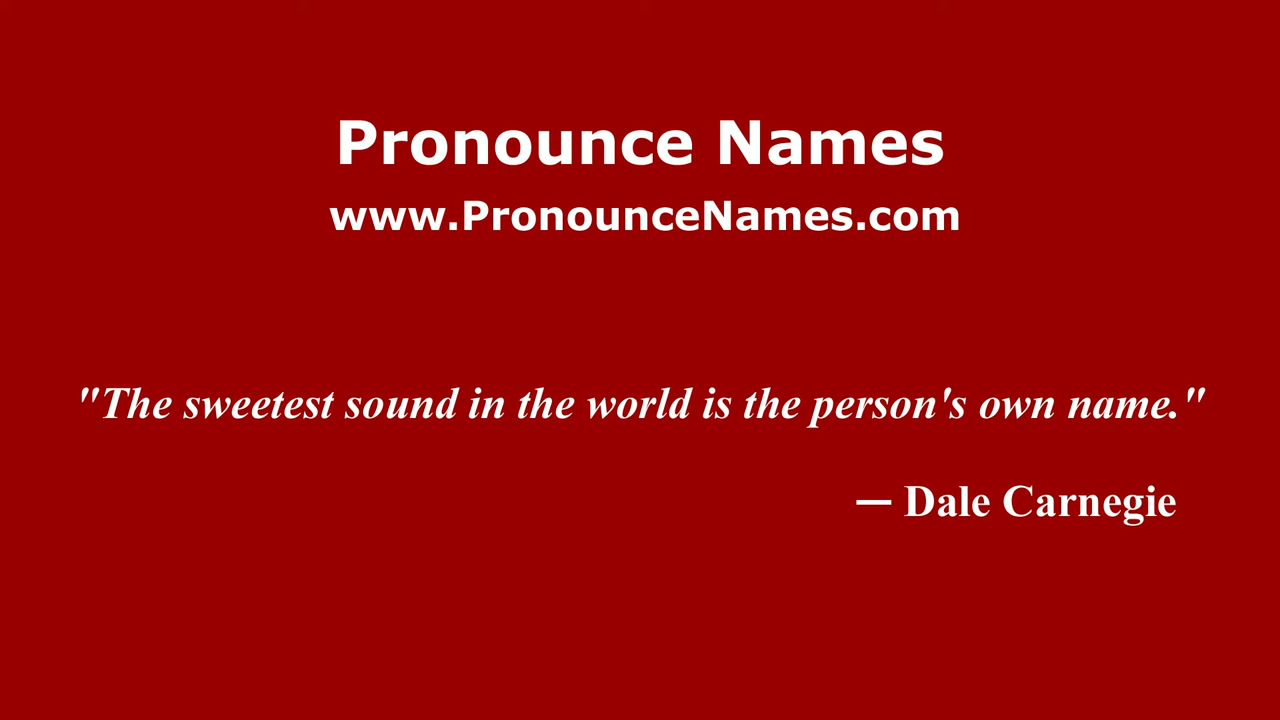 Pronounce Names
www.PronounceNames.com
"The sweetest sound in the world is the person's own name."
— Dale Carnegie